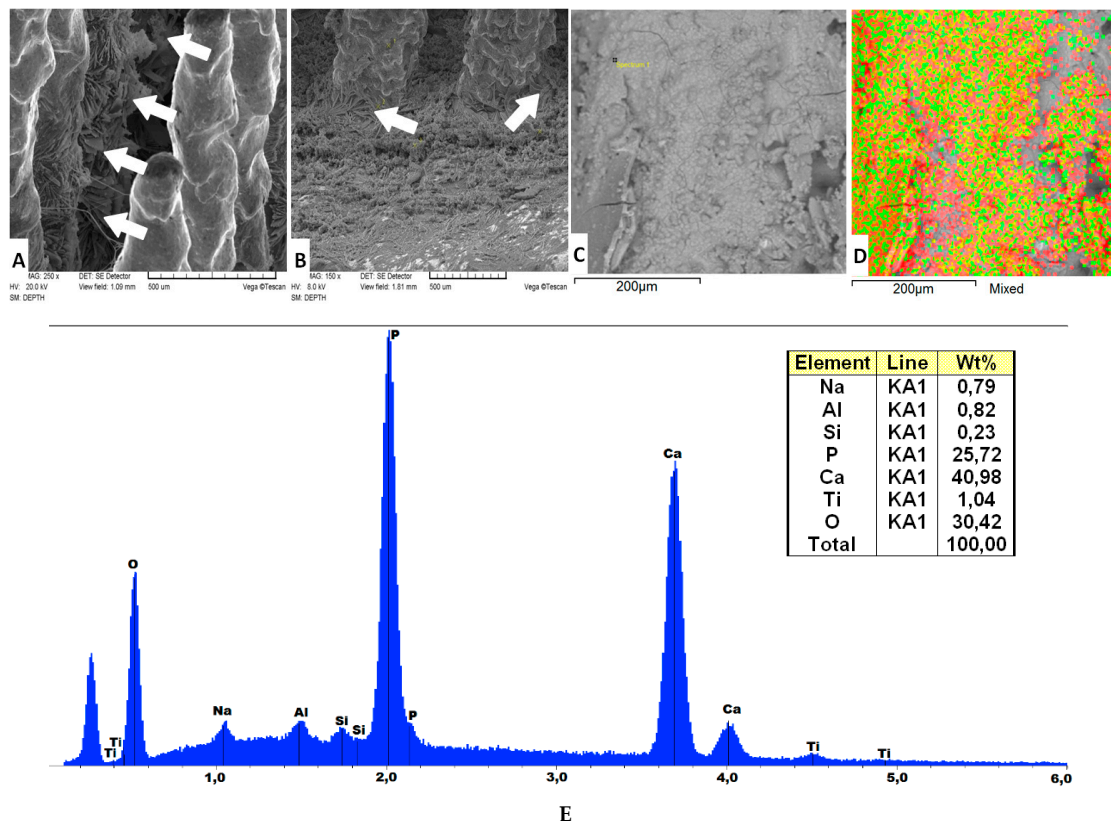 A
MAG: 250 x DET: SE Detector
HV: 20.0 kV View field: 1.09 mm 500 um Vega ©Tescan
SM: DEPTH
B
MAG: 150 x DET: SE Detector
HV: 8.0 kV View field: 1.81 mm 500 um Vega ©Tescan
SM: DEPTH
Spectrum 1
C
200µm
D
200µm Mixed
Element Line Wt%
Na KA1 0,79
Al KA1 0,82
Si KA1 0,23
P KA1 25,72
Ca KA1 40,98
Ti KA1 1,04
O KA1 30,42
Total 100,00
P
Ca
O
Na
Al
Si
Si
P
Ca
Ti
Ti
Ti
Ti
1,0 2,0 3,0 4,0 5,0 6,0
E